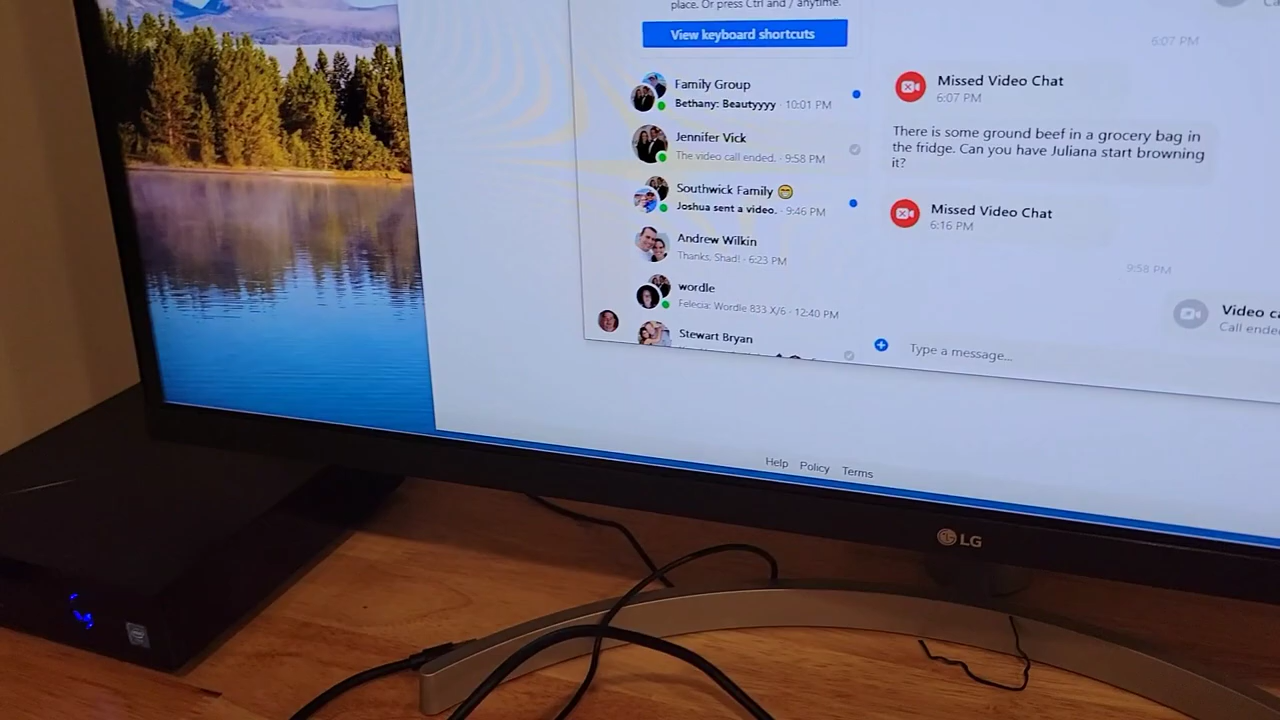 place. Or press Ctrl and / anytime.
View keyboard shortcuts
Family Group
Bethany: Beautyyyy · 10:01 PM
Jennifer Vick
The video call ended. · 9:58 PM
Southwick Family 😁
Joshua sent a video. · 9:46 PM
Andrew Wilkin
Thanks, Shad! · 6:23 PM
wordle
Felecia: Wordle 833 X/6 · 12:40 PM
Stewart Bryan
6:07 PM
Missed Video Chat
6:07 PM
There is some ground beef in a grocery bag in
the fridge. Can you have Juliana start browning
it?
Missed Video Chat
6:16 PM
9:58 PM
Video
Call
Type a message...
Help Policy Terms
LG